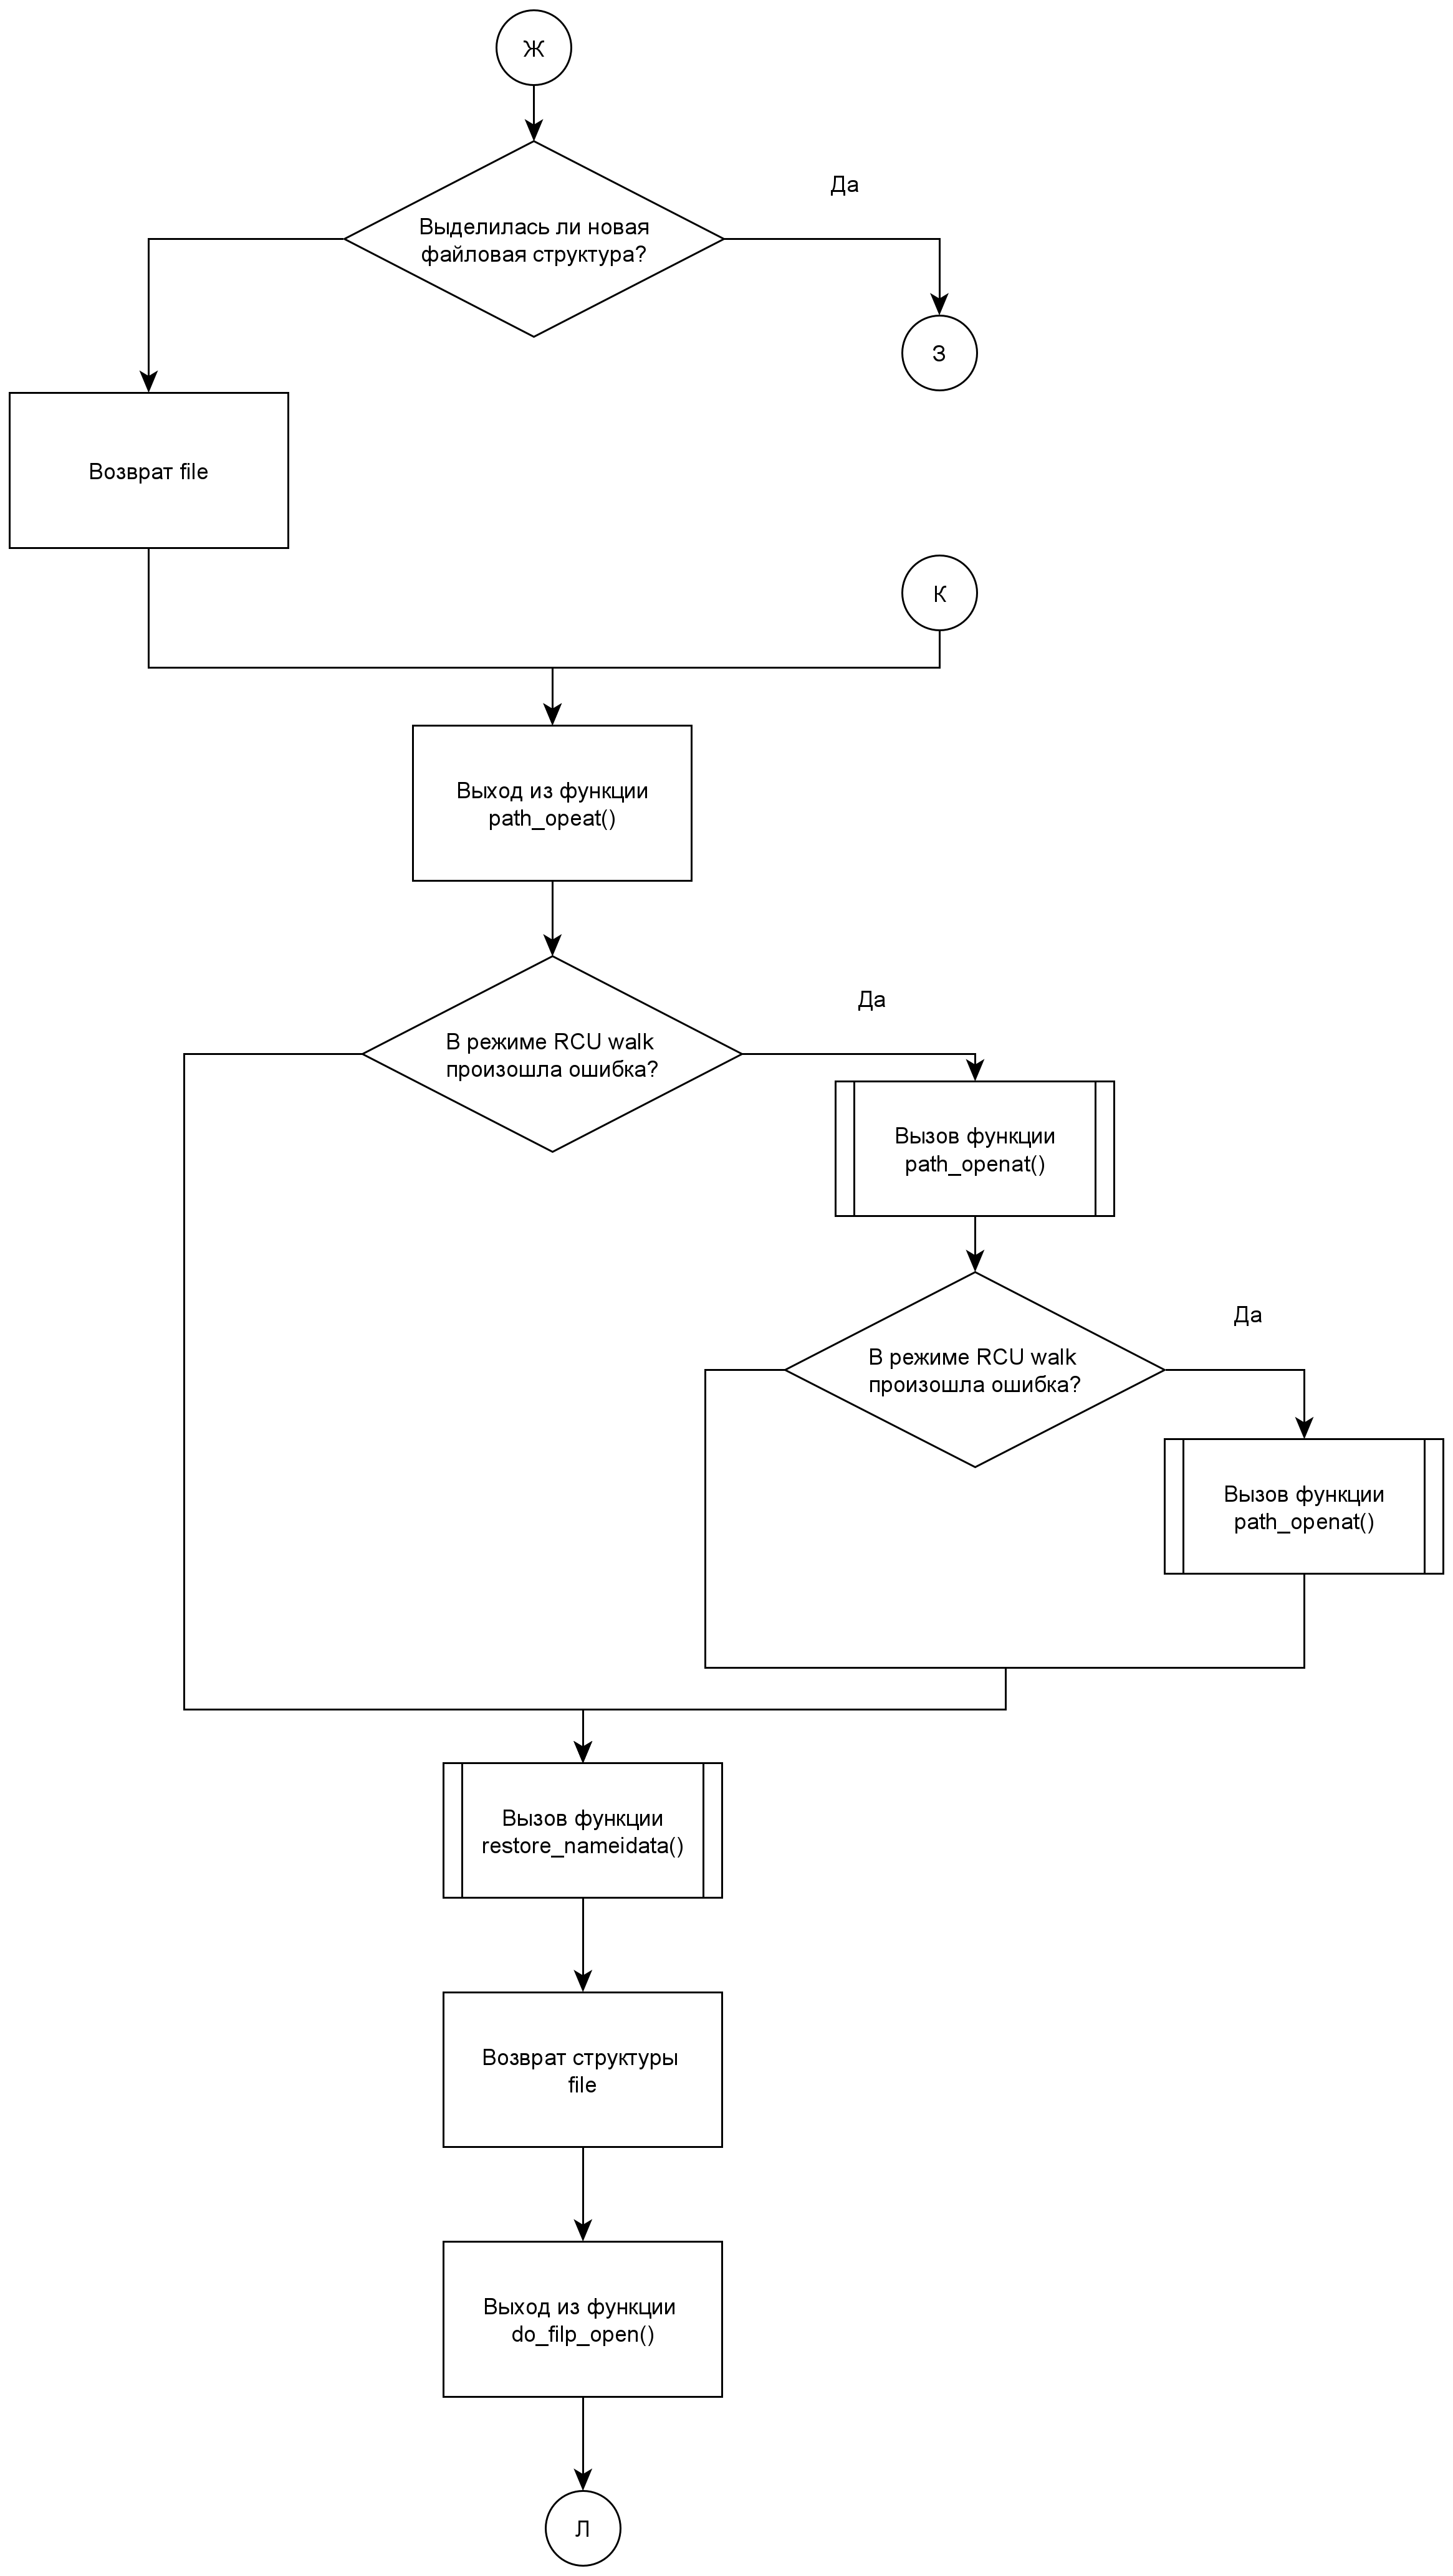 Ж
Да
Выделилась ли новая
файловая структура?
З
Возврат file
К
Выход из функции
path_opeat()
Да
В режиме RCU walk
произошла ошибка?
Вызов функции
path_openat()
Да
В режиме RCU walk
произошла ошибка?
Вызов функции
path_openat()
Вызов функции
restore_nameidata()
Возврат структуры
file
Выход из функции
do_filp_open()
Л